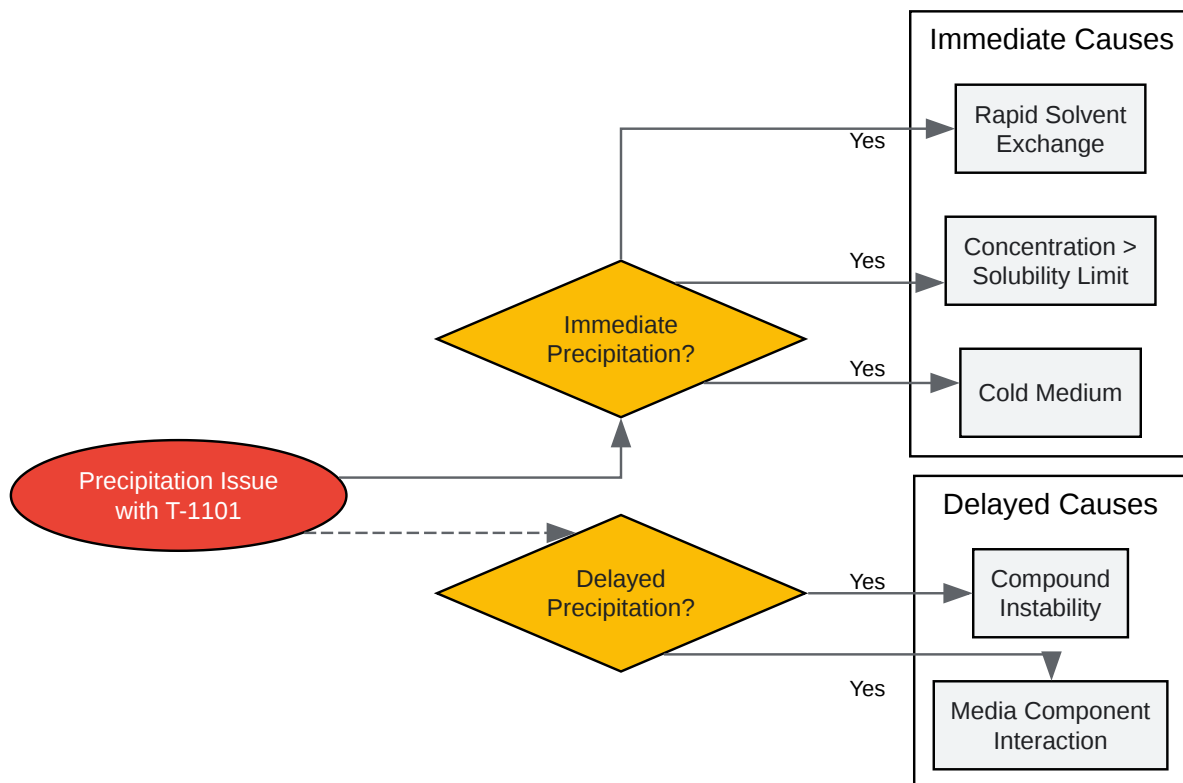 Immediate Causes
Rapid Solvent
Exchange
Yes
Concentration >
Solubility Limit
Yes
Immediate
Precipitation?
Yes
Cold Medium
Precipitation Issue
with T-1101
Delayed Causes
Delayed
Precipitation?
Yes
Compound
Instability
Yes
Media Component
Interaction